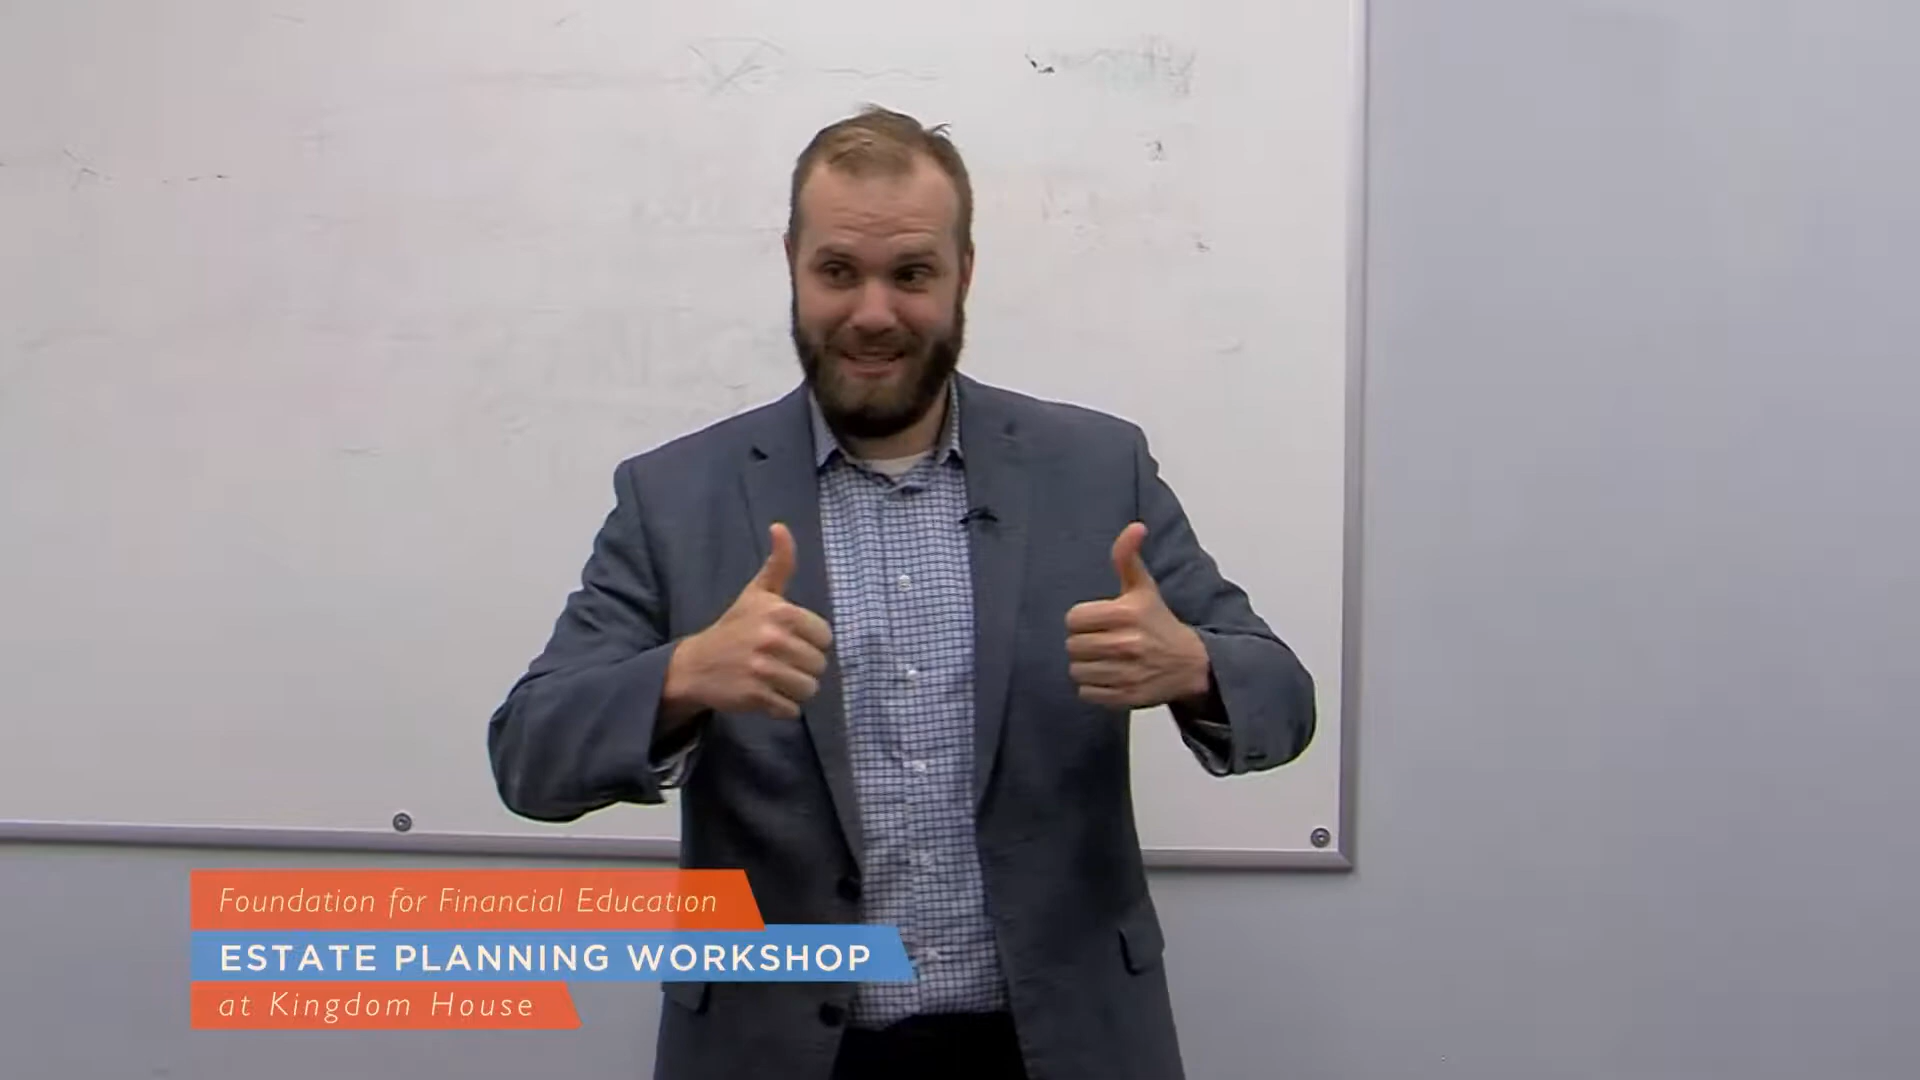 Foundation for Financial Education
ESTATE PLANNING WORKSHOP
at Kingdom House